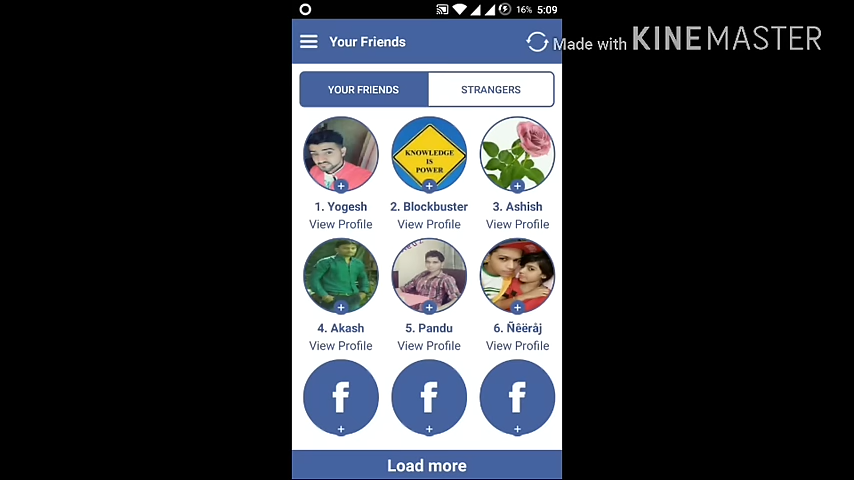 16% 5:09
Your Friends
Made with KINEMASTER
YOUR FRIENDS STRANGERS
KNOWLEDGE
IS
POWER
1. Yogesh 2. Blockbuster 3. Ashish
View Profile View Profile View Profile
4. Akash 5. Pandu 6. Ñêëråj
View Profile View Profile View Profile
f f f
Load more